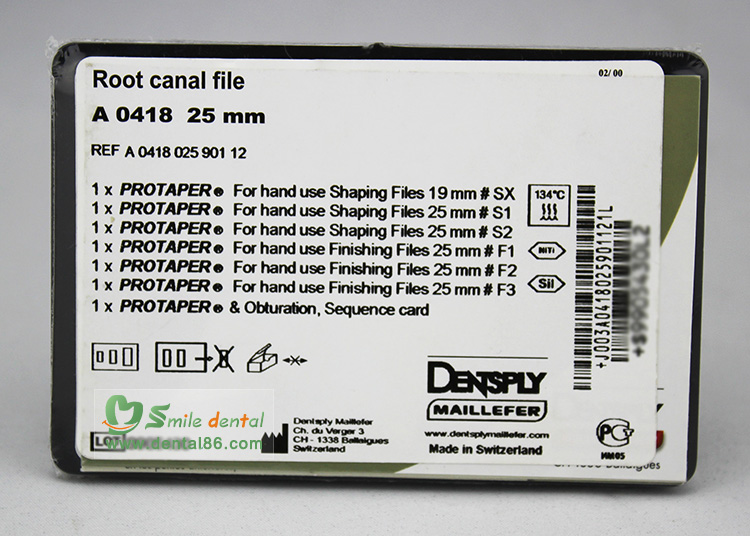 02/ 00
Root canal file
A 0418 25 mm
REF A 0418 025 901 12
1 x PROTAPER® For hand use Shaping Files 19 mm # SX
1 x PROTAPER® For hand use Shaping Files 25 mm # S1
1 x PROTAPER® For hand use Shaping Files 25 mm # S2
1 x PROTAPER® For hand use Finishing Files 25 mm # F1
1 x PROTAPER® For hand use Finishing Files 25 mm # F2
1 x PROTAPER® For hand use Finishing Files 25 mm # F3
1 x PROTAPER® & Obturation, Sequence card
134°C
NiTi
Sil
+J003A0418025901121L
DENTSPLY
MAILLEFER
www.dentsplymaillefer.com
Made in Switzerland
Smile dental
www.dental86.com
LOT
Dentsply Maillefer
Ch. du Verger 3
CH - 1338 Ballaigues
Switzerland
PG
MM05